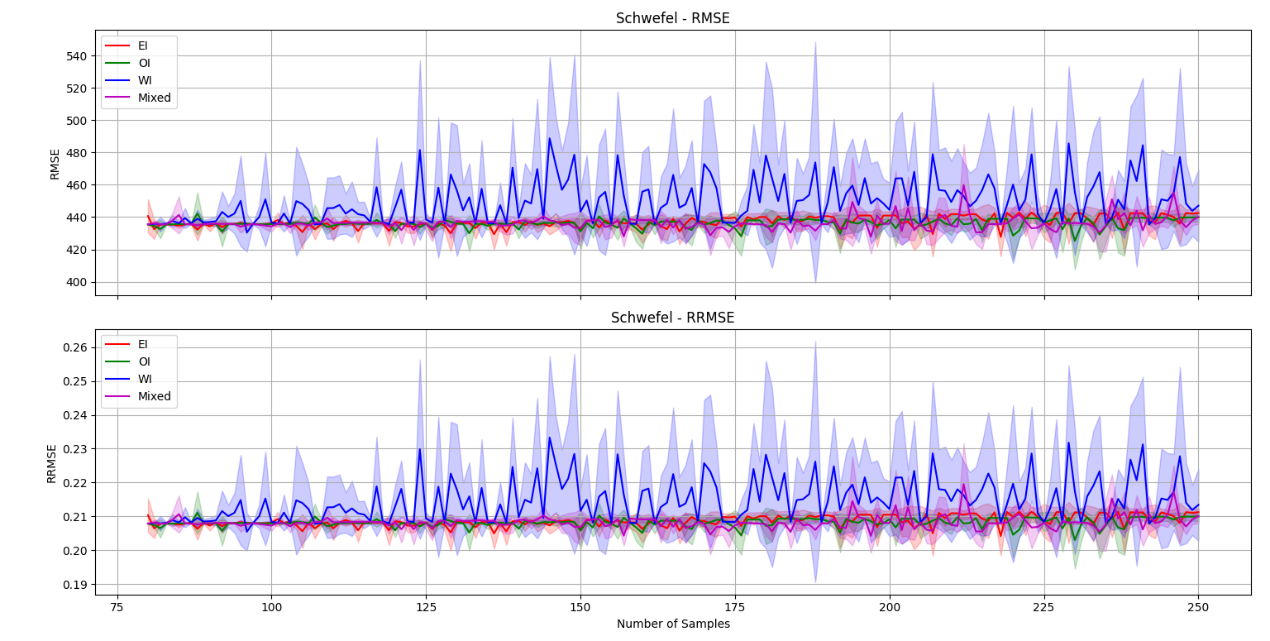 Schwefel - RMSE
EI
OI
WI
Mixed
540
520
500
480
460
440
420
400
RMSE
Schwefel - RRMSE
EI
OI
WI
Mixed
0.26
0.25
0.24
0.23
0.22
0.21
0.20
0.19
RRMSE
75 100 125 150 175 200 225 250
Number of Samples